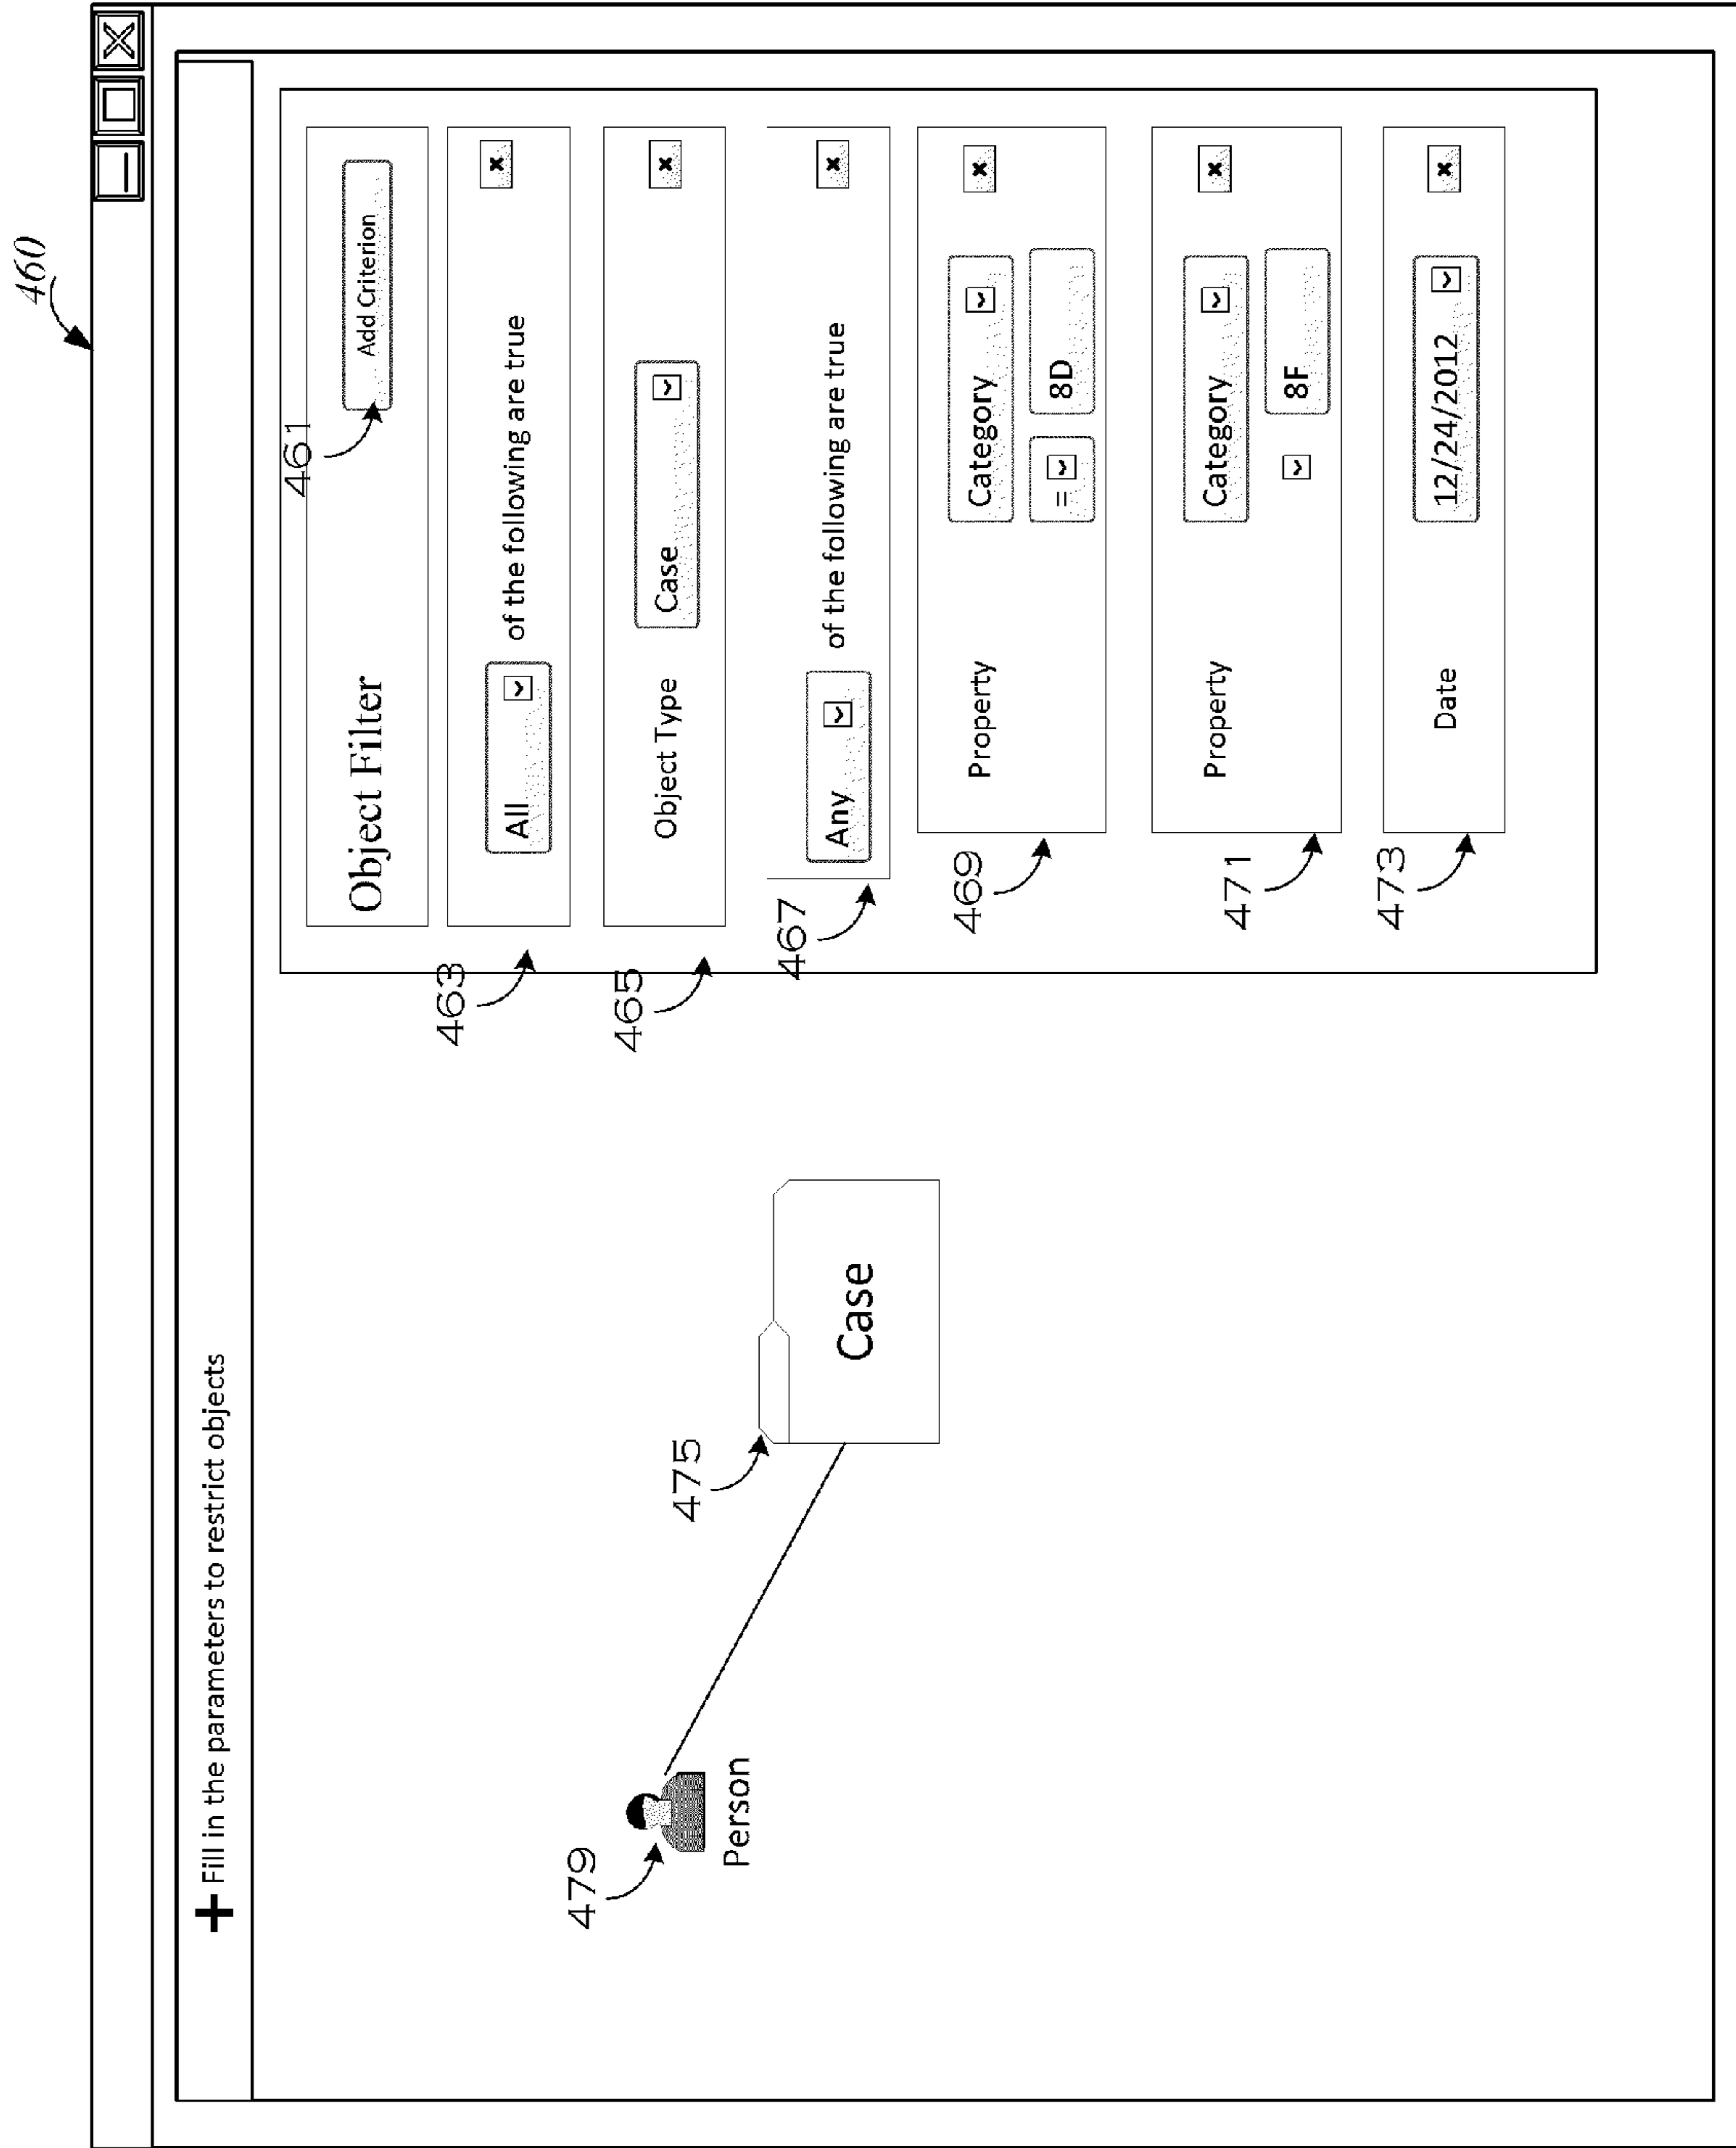 460
+ Fill in the parameters to restrict objects
461
Object Filter
Add Criterion
463
All of the following are true
465
Object Type Case
467
Any of the following are true
469
Property Category
= 8D
471
Property Category
8F
473
Date 12/24/2012
475
Case
479
Person